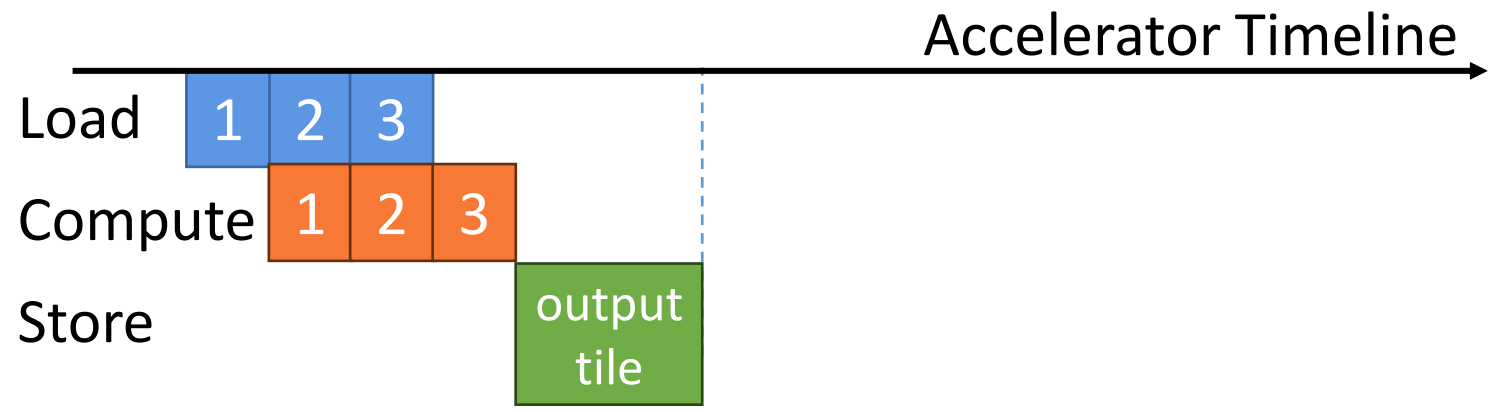 Accelerator Timeline
Load 1 2 3
Compute 1 2 3
Store
output
tile